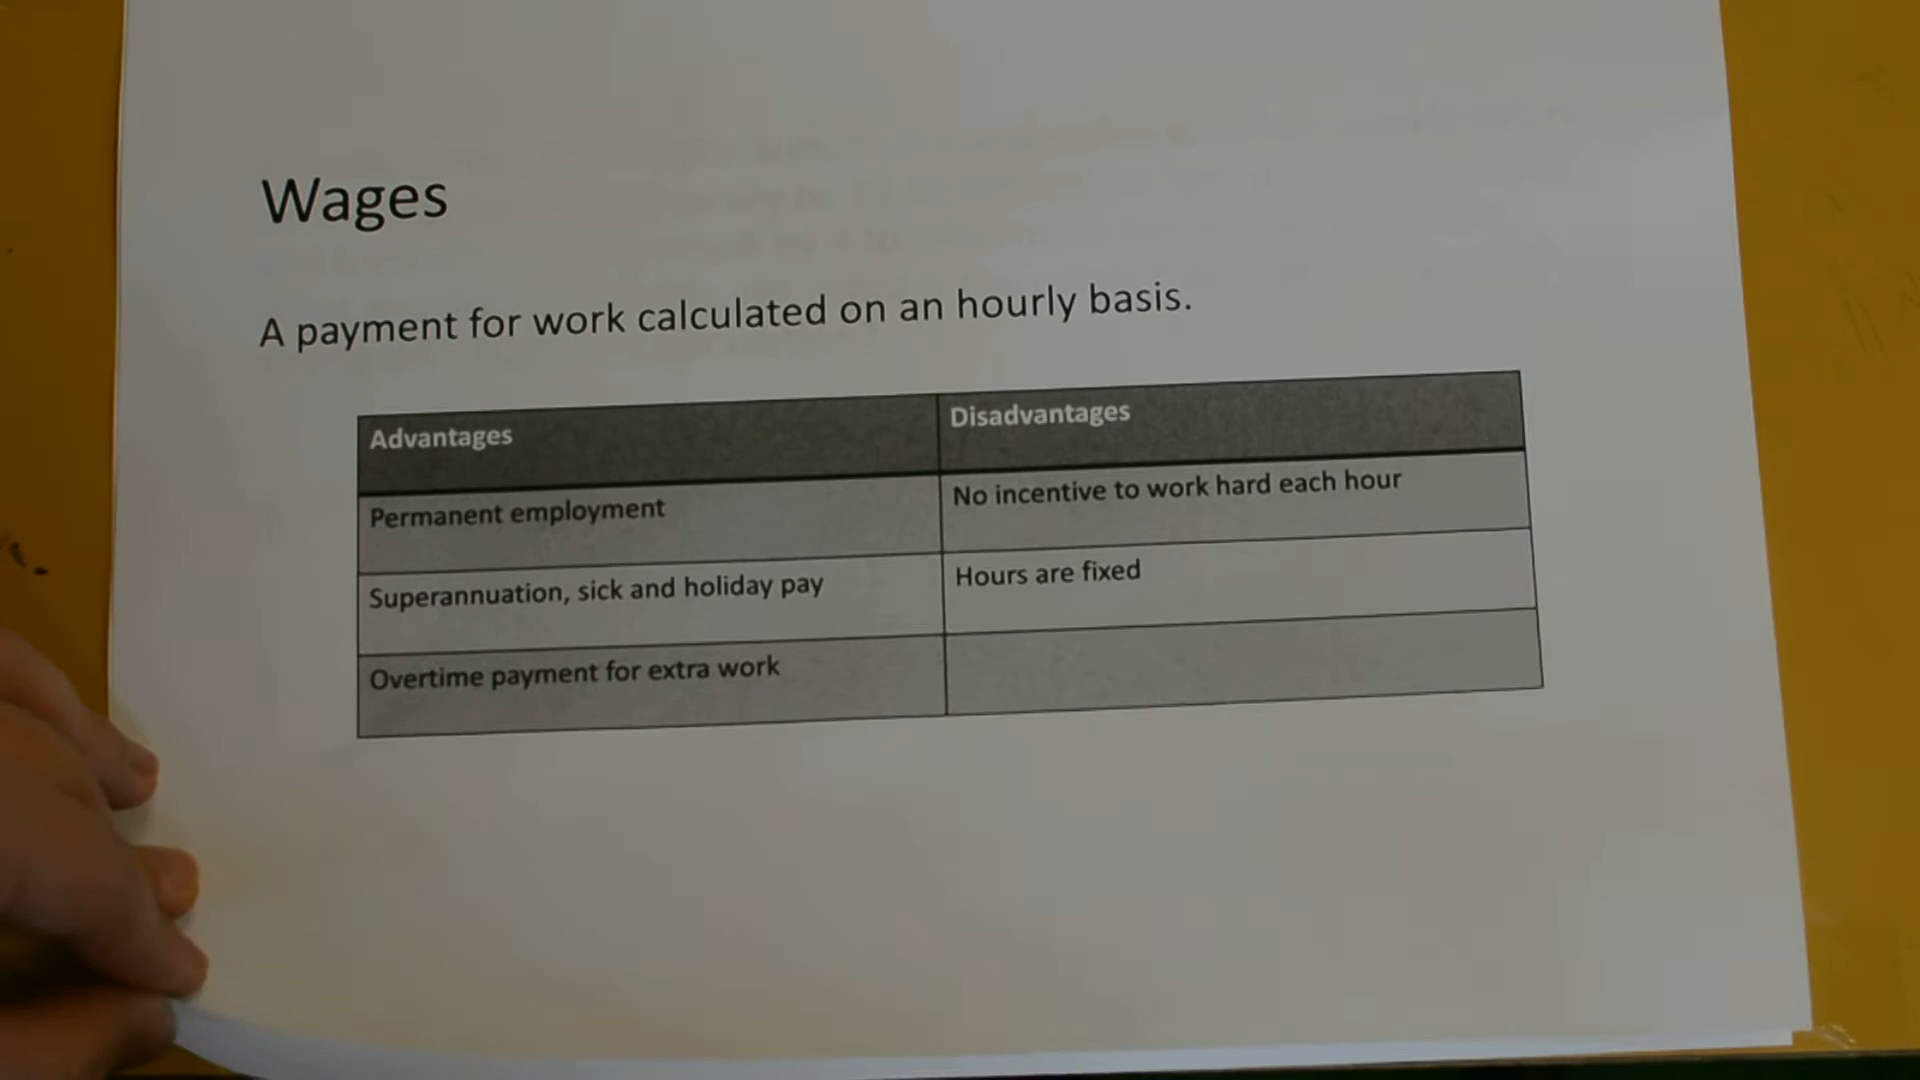 Wages
A payment for work calculated on an hourly basis.
Advantages
Disadvantages
Permanent employment
No incentive to work hard each hour
Superannuation, sick and holiday pay
Hours are fixed
Overtime payment for extra work